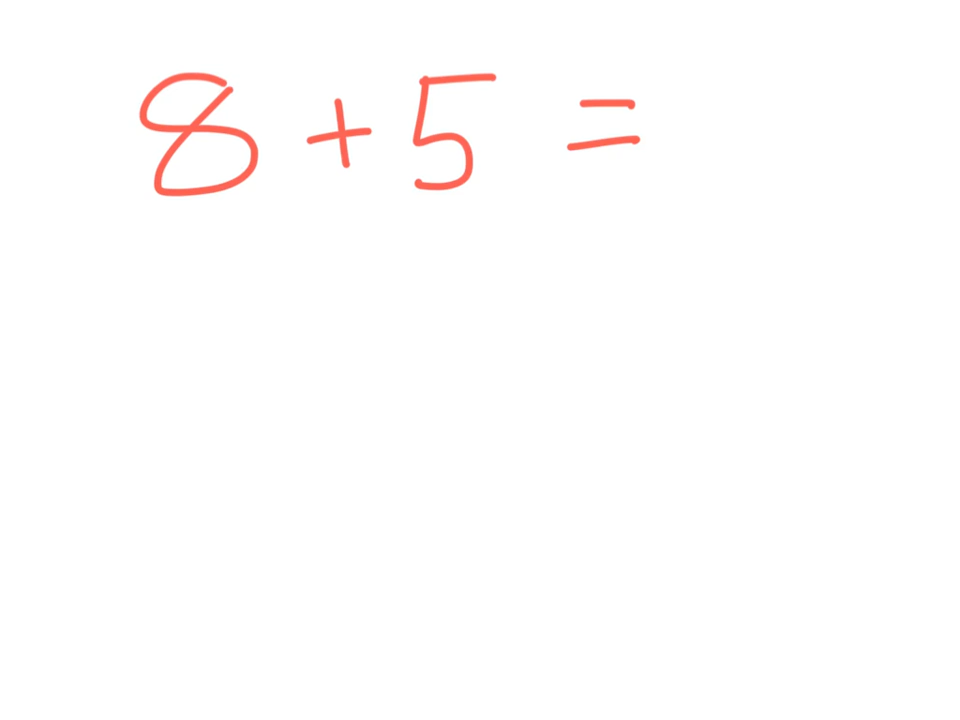 8 + 5 =